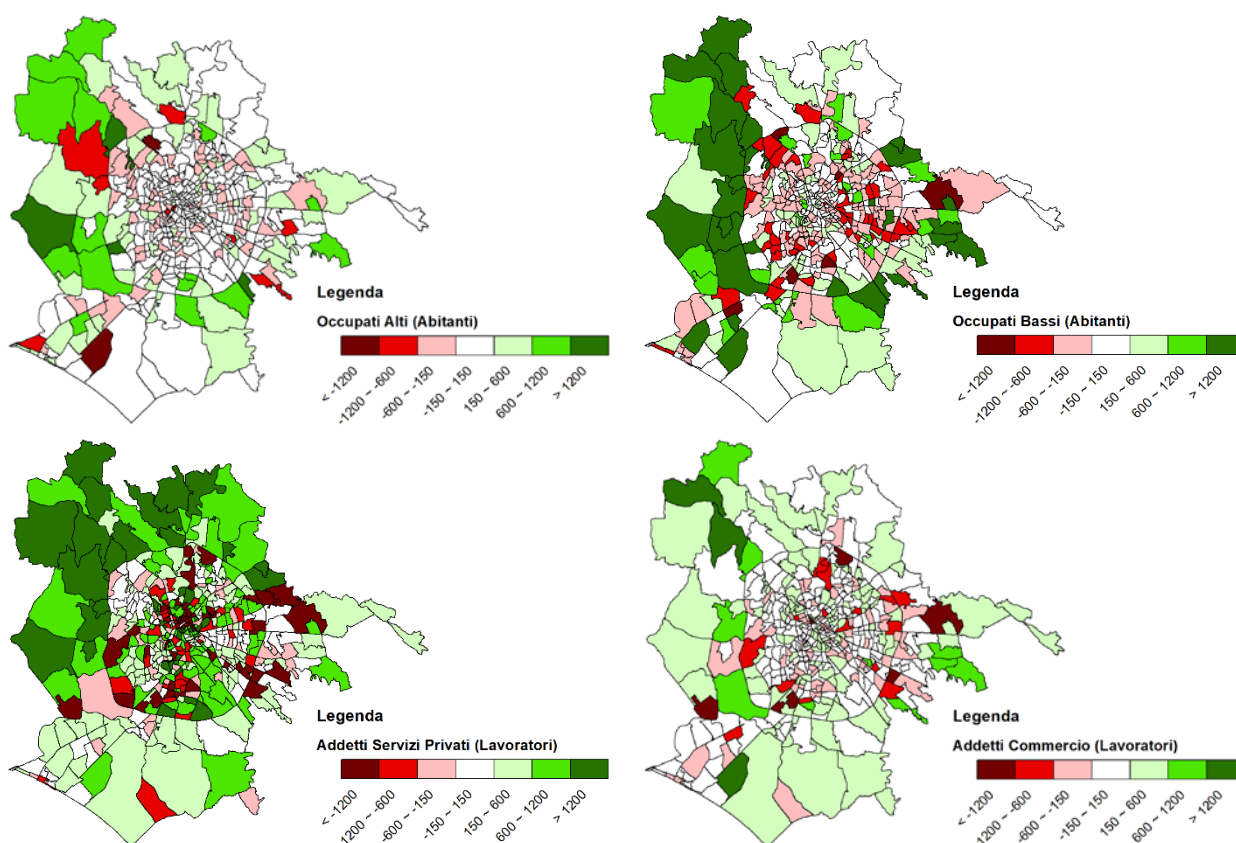 Legenda
Occupati Alti (Abitanti)
< -1200
-1200 ~ -600
-600 ~ -150
-150 ~ 150
150 ~ 600
600 ~ 1200
> 1200
Legenda
Occupati Bassi (Abitanti)
< -1200
-1200 ~ -600
-600 ~ -150
-150 ~ 150
150 ~ 600
600 ~ 1200
> 1200
Legenda
Addetti Servizi Privati (Lavoratori)
< -1200
1200 ~ -600
-600 ~ -150
-150 ~ 150
150 ~ 600
600 ~ 1200
> 1200
Legenda
Addetti Commercio (Lavoratori)
< -1200
1200 ~ -600
-600 ~ -150
-150 ~ 150
150 ~ 600
600 ~ 1200
> 1200